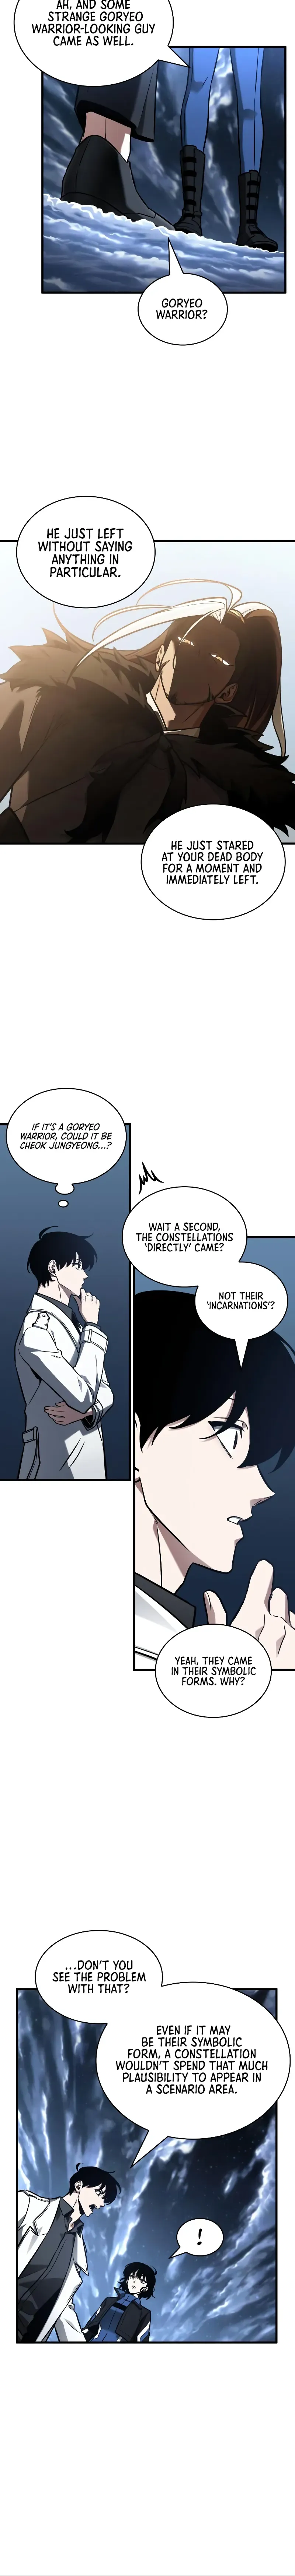 AH, AND SOME
STRANGE GORYEO
WARRIOR-LOOKING GUY
CAME AS WELL.
GORYEO
WARRIOR?
HE JUST LEFT
WITHOUT SAYING
ANYTHING IN
PARTICULAR.
HE JUST STARED
AT YOUR DEAD BODY
FOR A MOMENT AND
IMMEDIATELY LEFT.
IF IT'S A GORYEO
WARRIOR, COULD IT BE
CHEOK JUNGYEONG...?
WAIT A SECOND,
THE CONSTELLATIONS
'DIRECTLY' CAME?
NOT THEIR
'INCARNATIONS'?
YEAH, THEY CAME
IN THEIR SYMBOLIC
FORMS. WHY?
...DON'T YOU
SEE THE PROBLEM
WITH THAT?
EVEN IF IT MAY
BE THEIR SYMBOLIC
FORM, A CONSTELLATION
WOULDN'T SPEND THAT MUCH
PLAUSIBILITY TO APPEAR IN
A SCENARIO AREA.
!